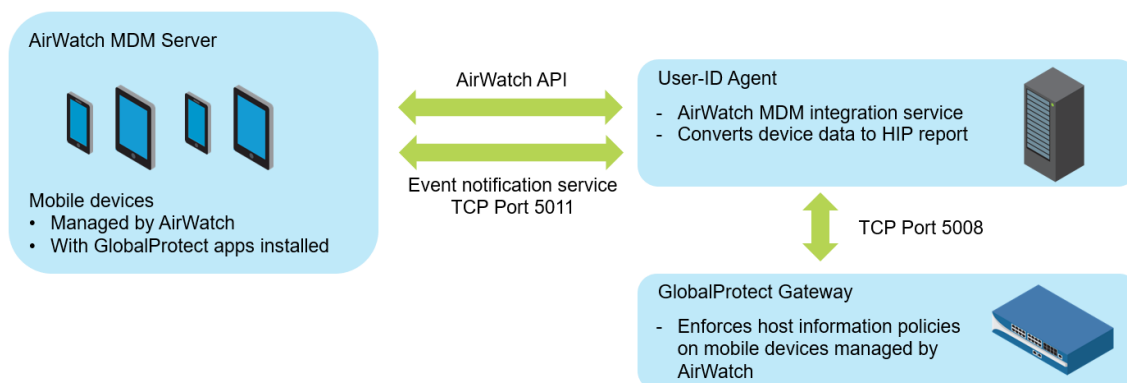 AirWatch MDM Server
Mobile devices
• Managed by AirWatch
• With GlobalProtect apps installed
AirWatch API
Event notification service
TCP Port 5011
User-ID Agent
- AirWatch MDM integration service
- Converts device data to HIP report
TCP Port 5008
GlobalProtect Gateway
- Enforces host information policies
on mobile devices managed by
AirWatch